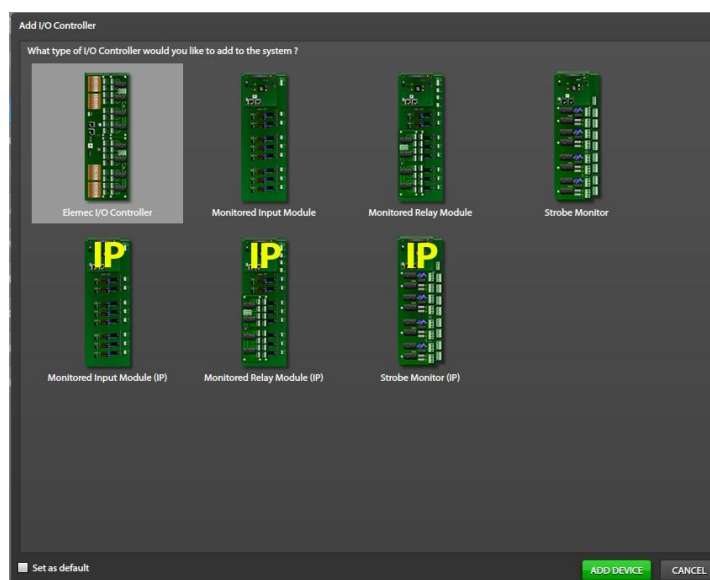 Add I/O Controller
What type of I/O Controller would you like to add to the system ?
Elemec I/O Controller
Monitored Input Module
Monitored Relay Module
Strobe Monitor
IP
IP
IP
Monitored Input Module (IP)
Monitored Relay Module (IP)
Strobe Monitor (IP)
Set as default
ADD DEVICE
CANCEL